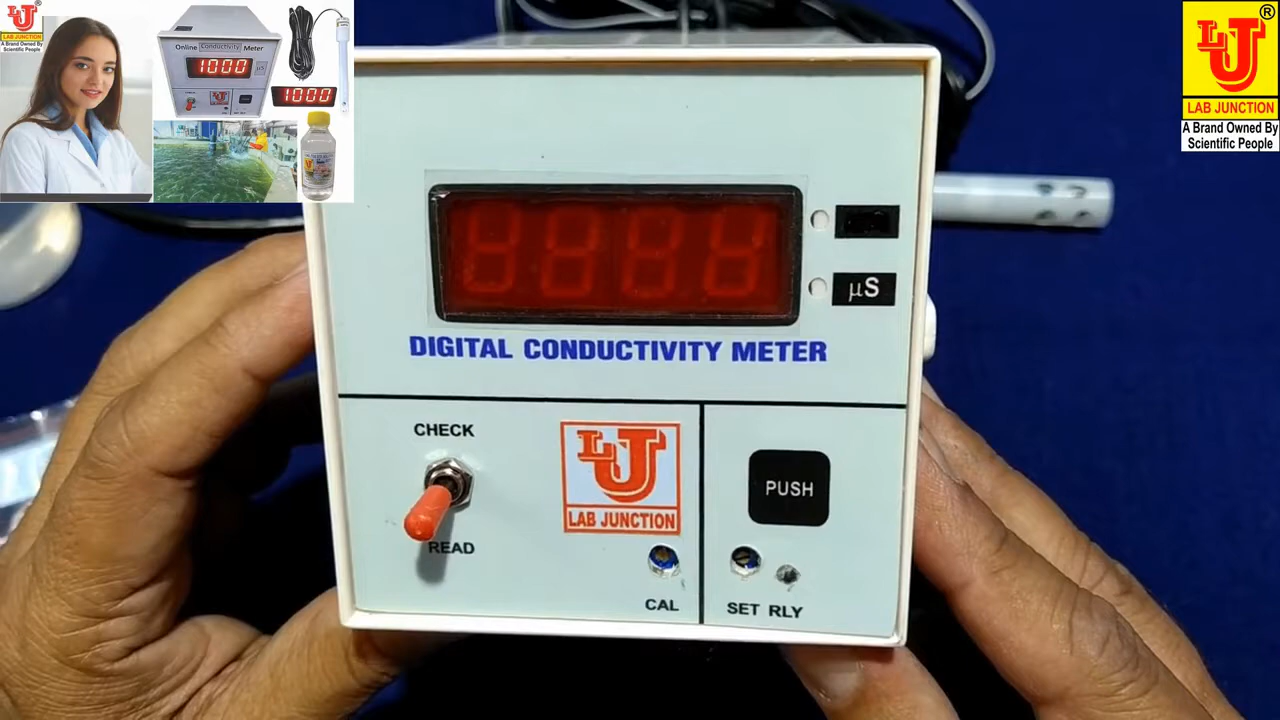 LJ
LAB JUNCTION
A Brand Owned By
Scientific People
Online Conductivity Meter
1000
µS
1000
LJ
®
LAB JUNCTION
A Brand Owned By
Scientific People
µS
DIGITAL CONDUCTIVITY METER
CHECK
READ
LJ
LAB JUNCTION
CAL
PUSH
SET RLY